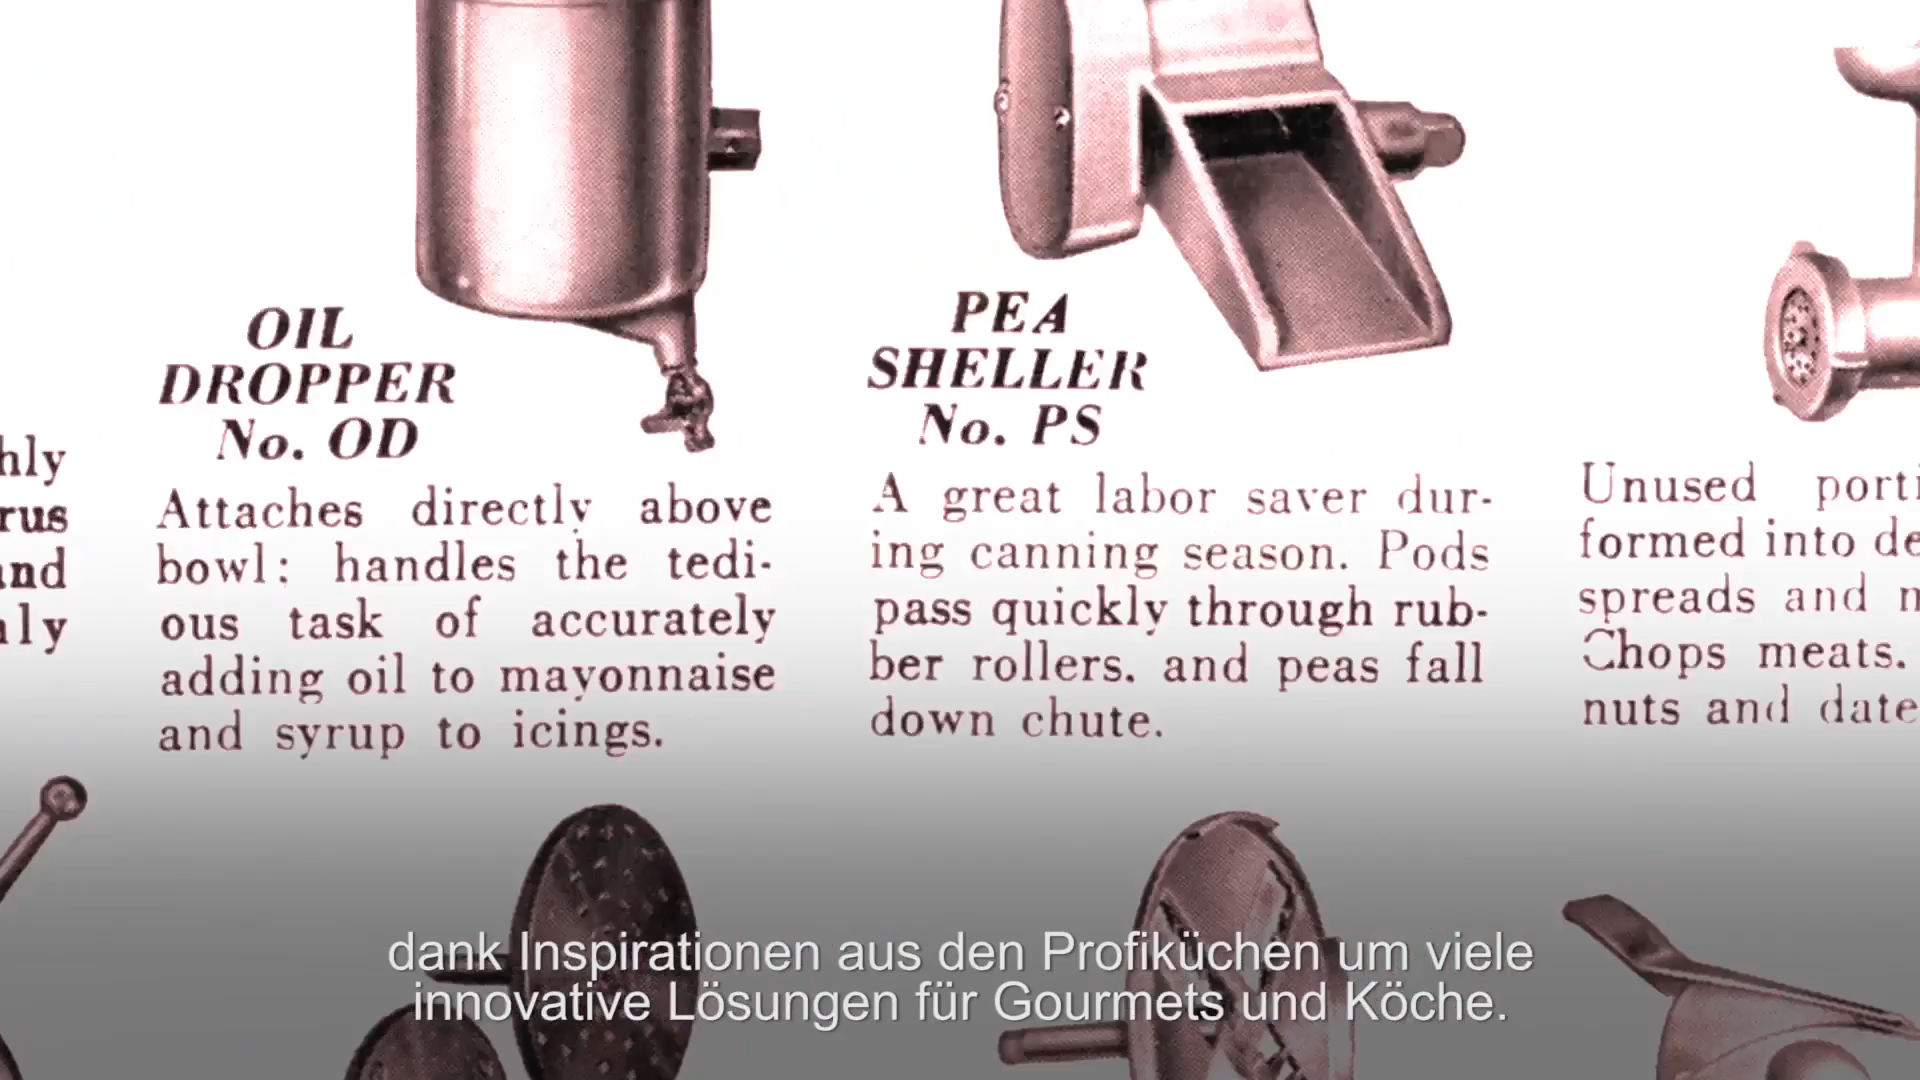 hly
rus
and
ly
OIL
DROPPER
No. OD
Attaches directly above
bowl; handles the tedi-
ous task of accurately
adding oil to mayonnaise
and syrup to icings.
PEA
SHELLER
No. PS
A great labor saver dur-
ing canning season. Pods
pass quickly through rub-
ber rollers, and peas fall
down chute.
Unused porti
formed into de
spreads and
Chops meats,
nuts and date
dank Inspirationen aus den Profiküchen um viele
innovative Lösungen für Gourmets und Köche.